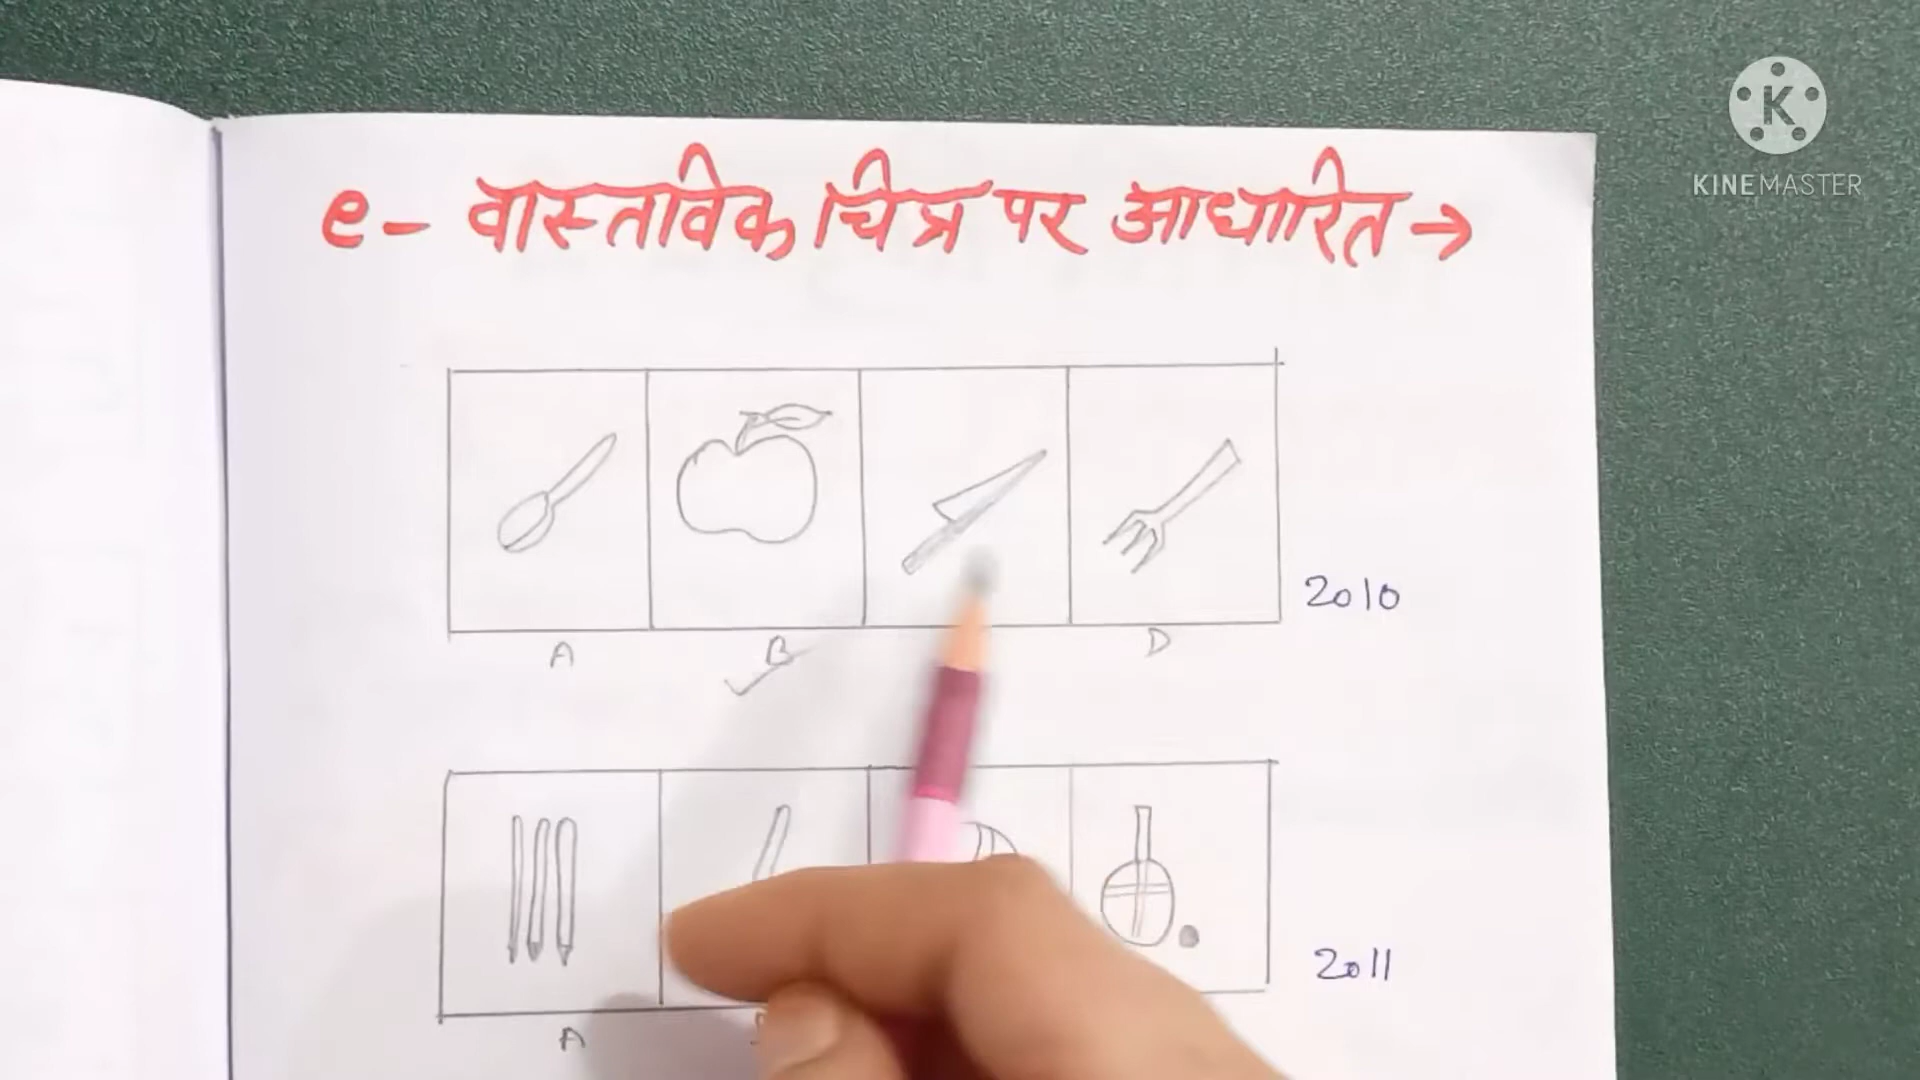 KINEMASTER
e- वास्तविक चित्र पर आधारित →
2010
A B D
2011
A